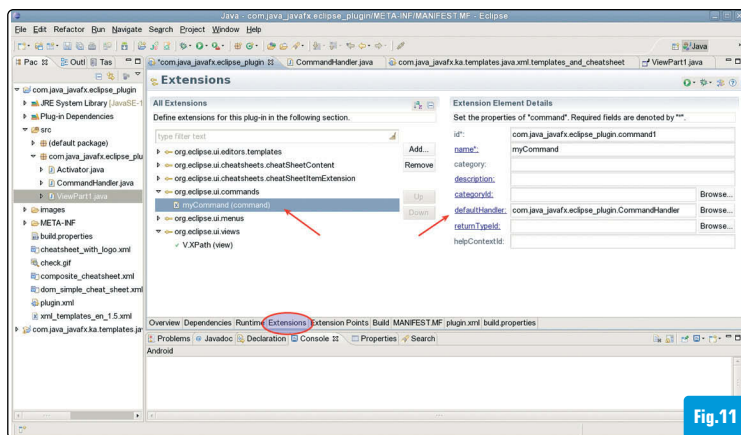 Java - com.java_javafx.eclipse_plugin/META-INF/MANIFEST.MF - Eclipse
File Edit Refactor Run Navigate Search Project Window Help
Java
Pac Outl Tas
*com.java_javafx.eclipse_plugin CommandHandler.java com.java_javafx.ka.templates.java.xml.templates_and_cheatsheet ViewPart1.java
com.java_javafx.eclipse_plugin
JRE System Library [JavaSE-1
Plug-in Dependencies
src
(default package)
com.java_javafx.eclipse_plu
Activator.java
CommandHandler.java
ViewPart1.java
images
META-INF
build.properties
cheatsheet_with_logo.xml
check.gif
composite_cheatsheet.xml
dom_simple_cheat_sheet.xml
plugin.xml
xml_templates_en_1.5.xml
com.java_javafx.ka.templates.jav
Extensions
All Extensions
Define extensions for this plug-in in the following section.
type filter text
org.eclipse.ui.editors.templates
org.eclipse.ui.cheatsheets.cheatSheetContent
org.eclipse.ui.cheatsheets.cheatSheetItemExtension
org.eclipse.ui.commands
myCommand (command)
org.eclipse.ui.menus
org.eclipse.ui.views
V.XPath (view)
Add...
Remove
Up
Down
Extension Element Details
Set the properties of "command". Required fields are denoted by "*".
id*: com.java_javafx.eclipse_plugin.command1
name*: myCommand
category:
description:
categoryId: Browse...
defaultHandler: com.java_javafx.eclipse_plugin.CommandHandler Browse...
returnTypeId: Browse...
helpContextId:
Overview Dependencies Runtime Extensions Extension Points Build MANIFEST.MF plugin.xml build.properties
Problems Javadoc Declaration Console Properties Search
Android
Fig.11